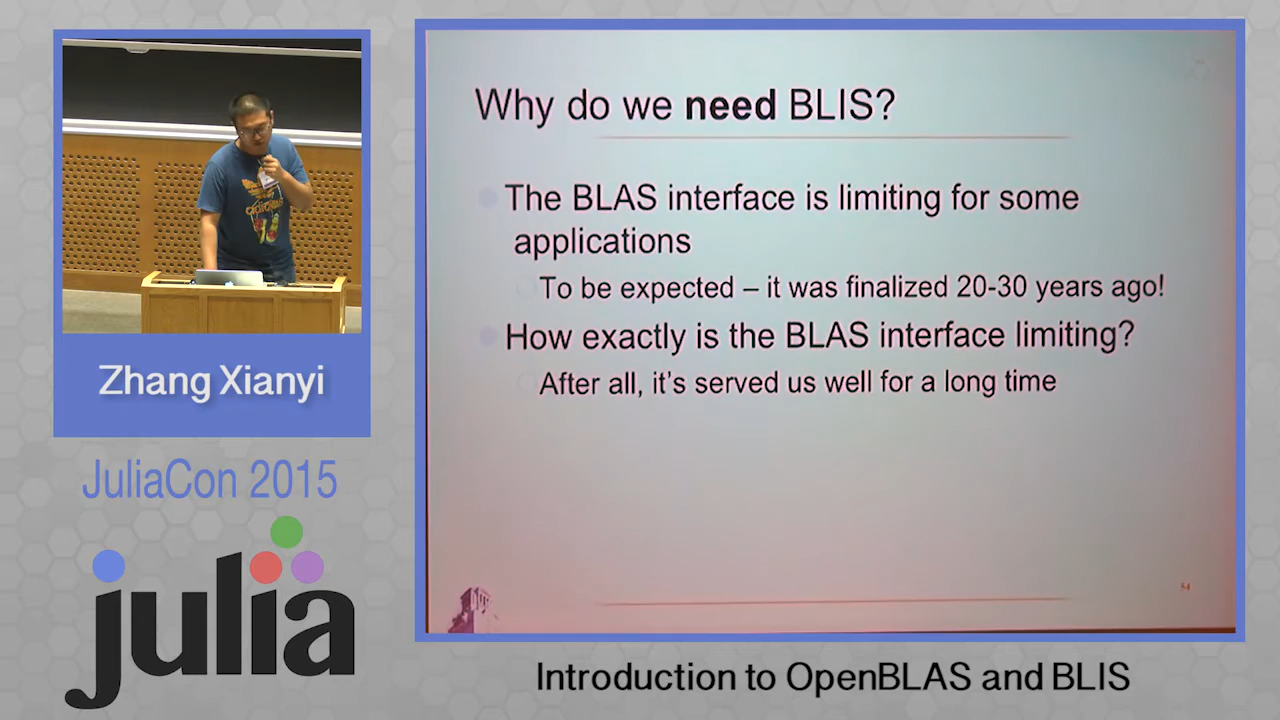 Why do we need BLIS?
The BLAS interface is limiting for some
applications
To be expected – it was finalized 20-30 years ago!
How exactly is the BLAS interface limiting?
After all, it's served us well for a long time
54
Zhang Xianyi
JuliaCon 2015
julia
Introduction to OpenBLAS and BLIS